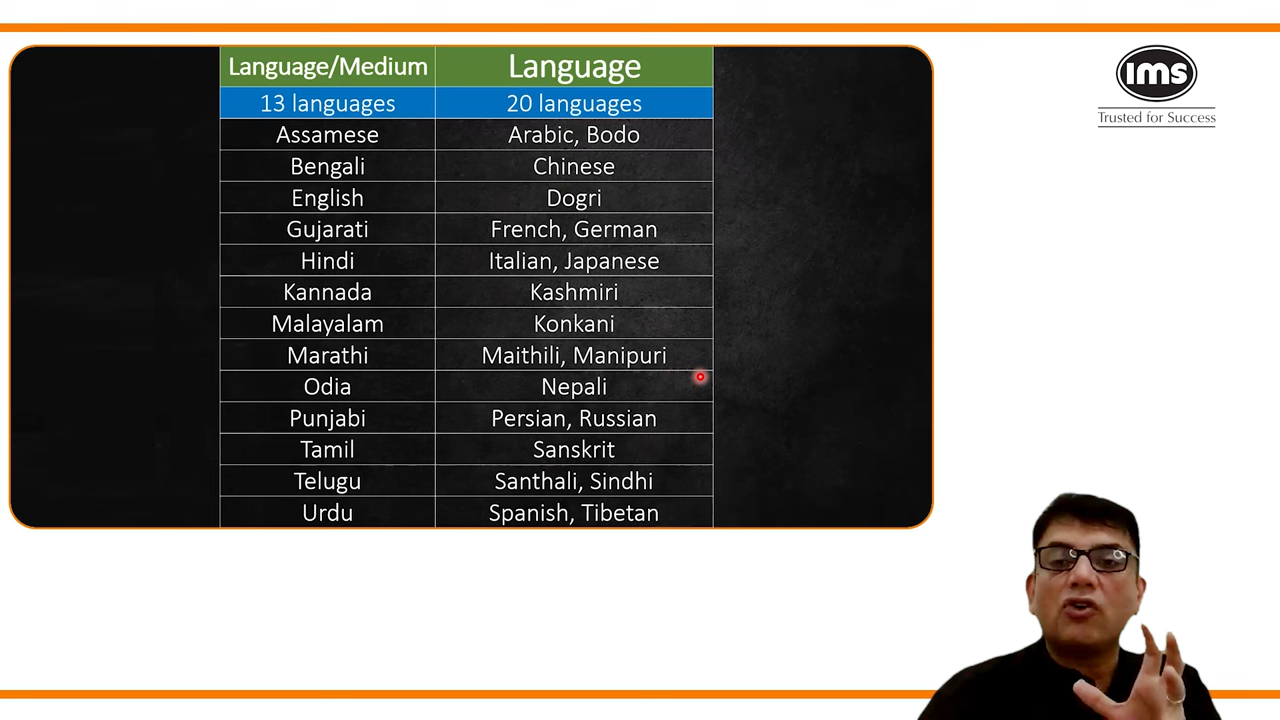 Language/Medium Language
13 languages 20 languages
Assamese Arabic, Bodo
Bengali Chinese
English Dogri
Gujarati French, German
Hindi Italian, Japanese
Kannada Kashmiri
Malayalam Konkani
Marathi Maithili, Manipuri
Odia Nepali
Punjabi Persian, Russian
Tamil Sanskrit
Telugu Santhali, Sindhi
Urdu Spanish, Tibetan
ims
Trusted for Success